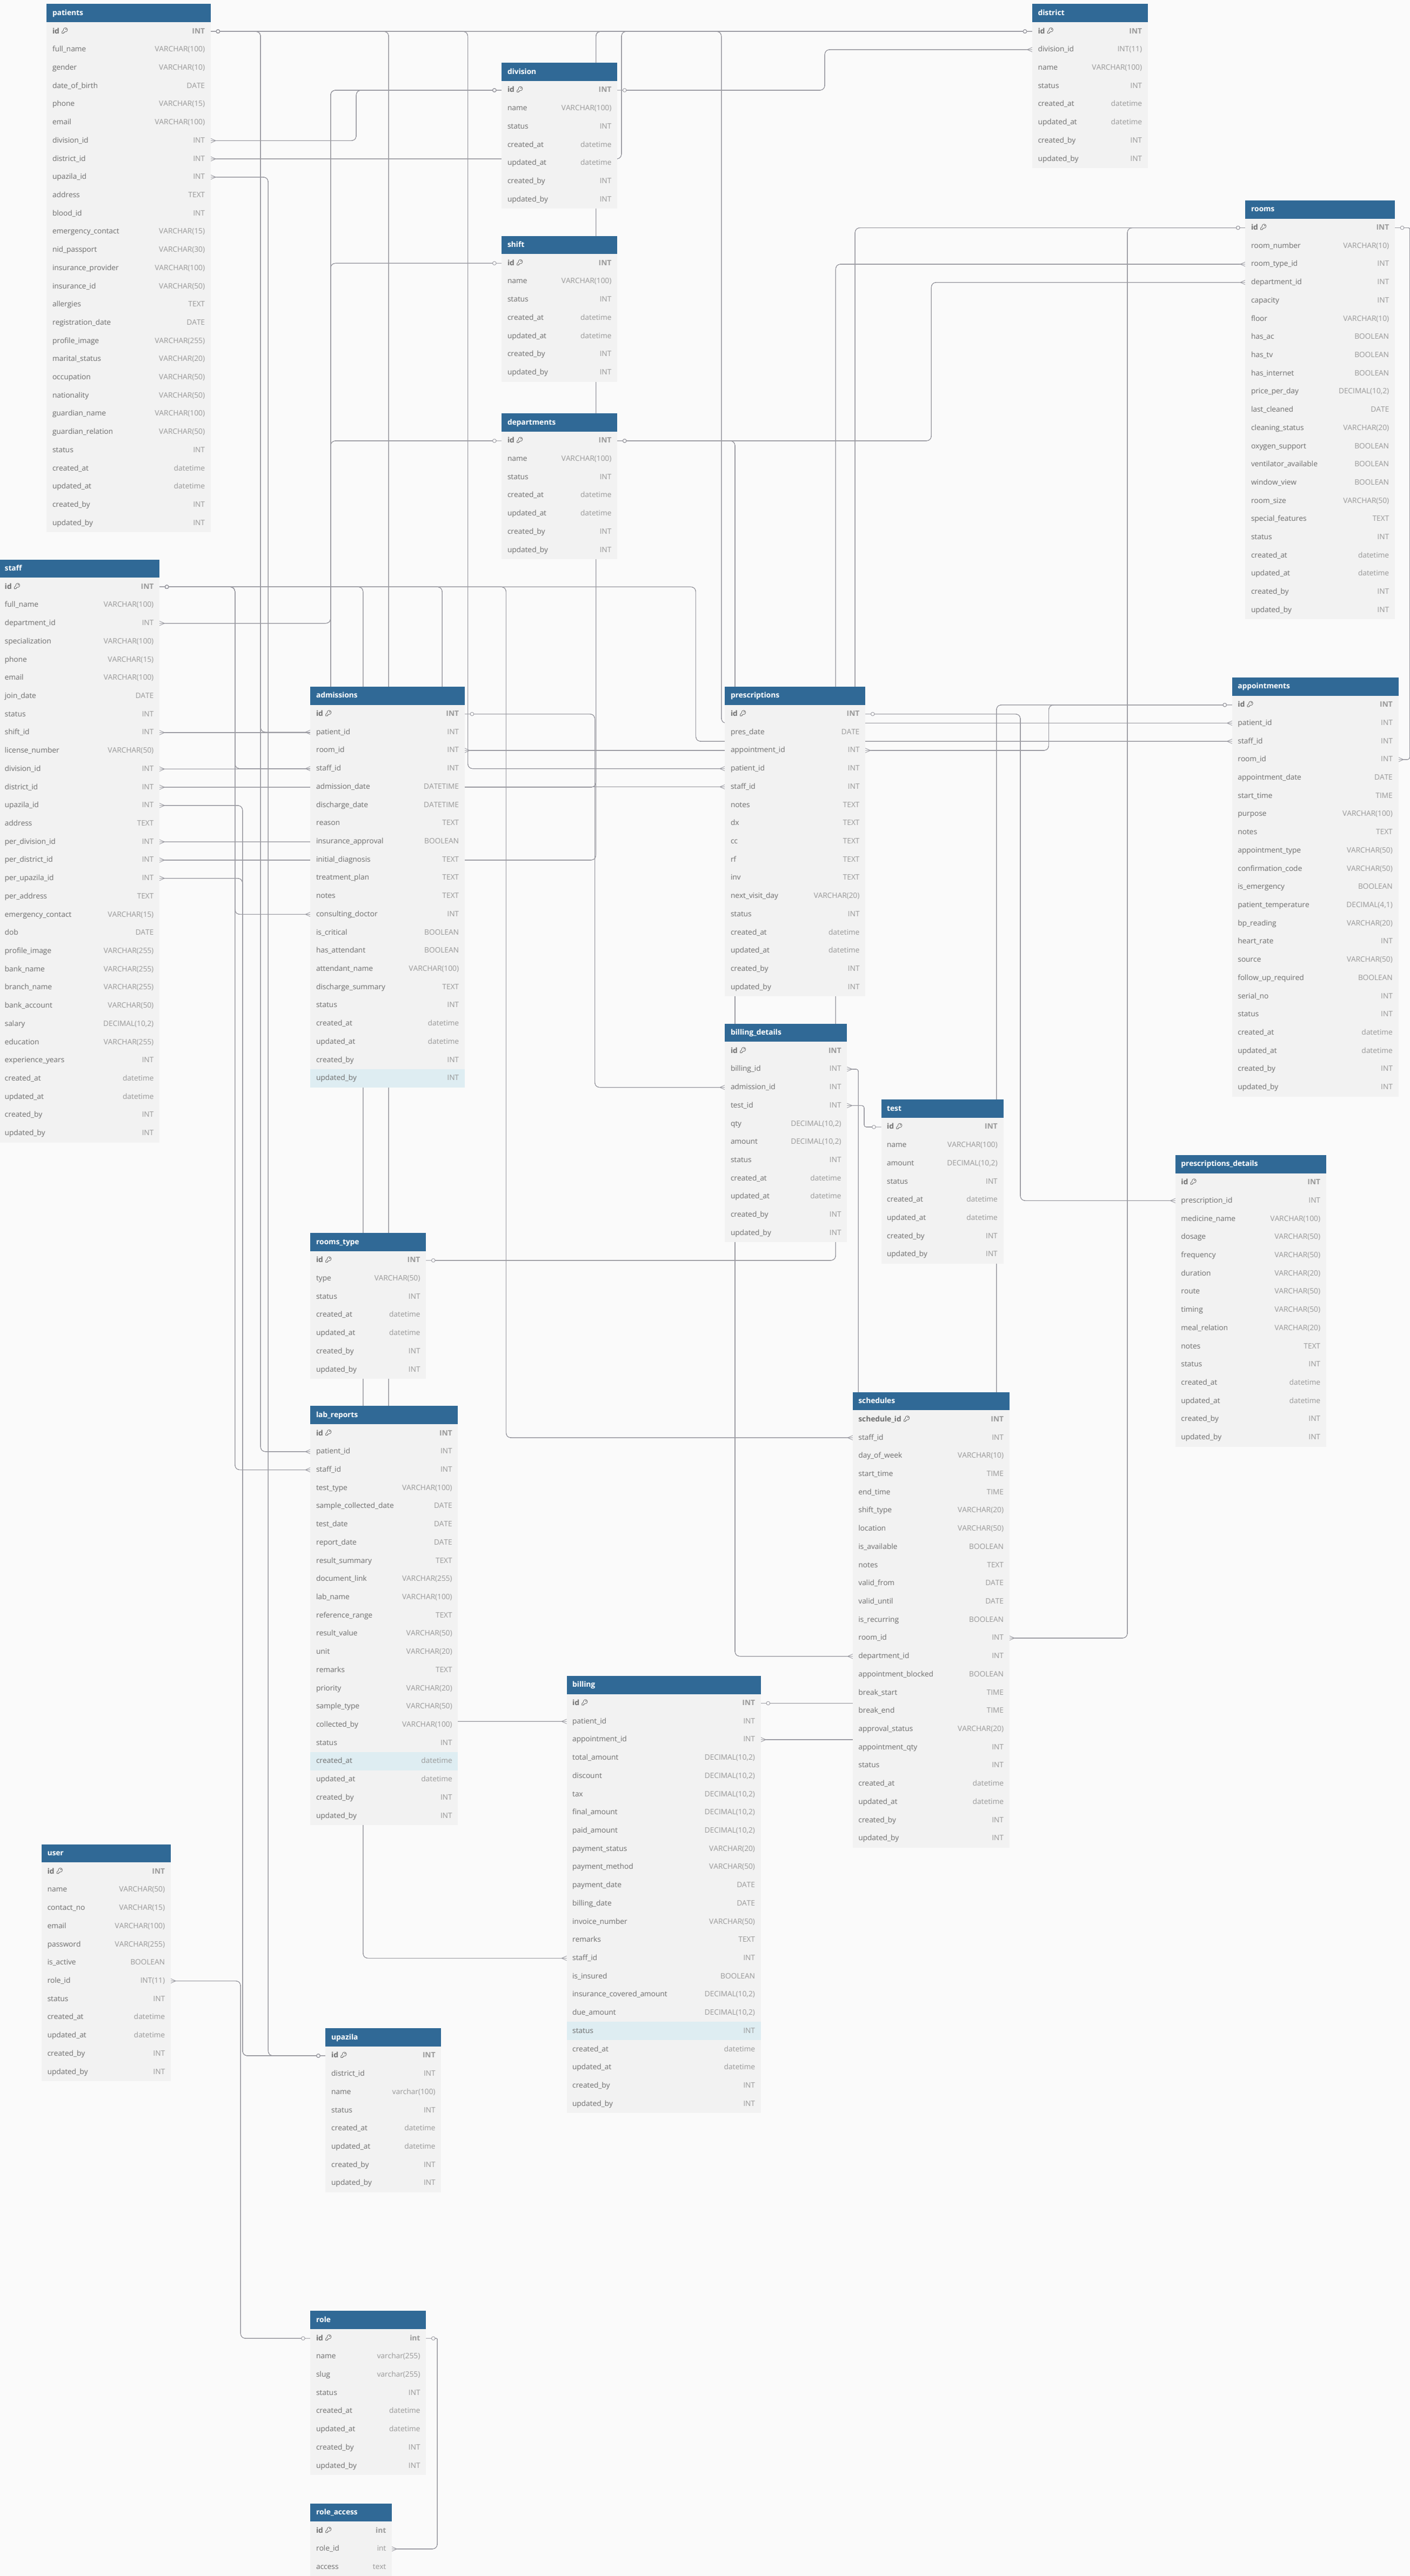 patients
id INT
full_name VARCHAR(100)
gender VARCHAR(10)
date_of_birth DATE
phone VARCHAR(15)
email VARCHAR(100)
division_id INT
district_id INT
upazila_id INT
address TEXT
blood_id INT
emergency_contact VARCHAR(15)
nid_passport VARCHAR(30)
insurance_provider VARCHAR(100)
insurance_id VARCHAR(50)
allergies TEXT
registration_date DATE
profile_image VARCHAR(255)
marital_status VARCHAR(20)
occupation VARCHAR(50)
nationality VARCHAR(50)
guardian_name VARCHAR(100)
guardian_relation VARCHAR(50)
status INT
created_at datetime
updated_at datetime
created_by INT
updated_by INT
district
id INT
division_id INT(11)
name VARCHAR(100)
status INT
created_at datetime
updated_at datetime
created_by INT
updated_by INT
division
id INT
name VARCHAR(100)
status INT
created_at datetime
updated_at datetime
created_by INT
updated_by INT
rooms
id INT
room_number VARCHAR(10)
room_type_id INT
department_id INT
capacity INT
floor VARCHAR(10)
has_ac BOOLEAN
has_tv BOOLEAN
has_internet BOOLEAN
price_per_day DECIMAL(10,2)
last_cleaned DATE
cleaning_status VARCHAR(20)
oxygen_support BOOLEAN
ventilator_available BOOLEAN
window_view BOOLEAN
room_size VARCHAR(50)
special_features TEXT
status INT
created_at datetime
updated_at datetime
created_by INT
updated_by INT
shift
id INT
name VARCHAR(100)
status INT
created_at datetime
updated_at datetime
created_by INT
updated_by INT
departments
id INT
name VARCHAR(100)
status INT
created_at datetime
updated_at datetime
created_by INT
updated_by INT
staff
id INT
full_name VARCHAR(100)
department_id INT
specialization VARCHAR(100)
phone VARCHAR(15)
email VARCHAR(100)
join_date DATE
status INT
shift_id INT
license_number VARCHAR(50)
division_id INT
district_id INT
upazila_id INT
address TEXT
per_division_id INT
per_district_id INT
per_upazila_id INT
per_address TEXT
emergency_contact VARCHAR(15)
dob DATE
profile_image VARCHAR(255)
bank_name VARCHAR(255)
branch_name VARCHAR(255)
bank_account VARCHAR(50)
salary DECIMAL(10,2)
education VARCHAR(255)
experience_years INT
created_at datetime
updated_at datetime
created_by INT
updated_by INT
admissions
id INT
patient_id INT
room_id INT
staff_id INT
admission_date DATETIME
discharge_date DATETIME
reason TEXT
insurance_approval BOOLEAN
initial_diagnosis TEXT
treatment_plan TEXT
notes TEXT
consulting_doctor INT
is_critical BOOLEAN
has_attendant BOOLEAN
attendant_name VARCHAR(100)
discharge_summary TEXT
status INT
created_at datetime
updated_at datetime
created_by INT
updated_by INT
prescriptions
id INT
pres_date DATE
appointment_id INT
patient_id INT
staff_id INT
notes TEXT
dx TEXT
cc TEXT
rf TEXT
inv TEXT
next_visit_day VARCHAR(20)
status INT
created_at datetime
updated_at datetime
created_by INT
updated_by INT
appointments
id INT
patient_id INT
staff_id INT
room_id INT
appointment_date DATE
start_time TIME
purpose VARCHAR(100)
notes TEXT
appointment_type VARCHAR(50)
confirmation_code VARCHAR(50)
is_emergency BOOLEAN
patient_temperature DECIMAL(4,1)
bp_reading VARCHAR(20)
heart_rate INT
source VARCHAR(50)
follow_up_required BOOLEAN
serial_no INT
status INT
created_at datetime
updated_at datetime
created_by INT
updated_by INT
billing_details
id INT
billing_id INT
admission_id INT
test_id INT
qty DECIMAL(10,2)
amount DECIMAL(10,2)
status INT
created_at datetime
updated_at datetime
created_by INT
updated_by INT
test
id INT
name VARCHAR(100)
amount DECIMAL(10,2)
status INT
created_at datetime
updated_at datetime
created_by INT
updated_by INT
prescriptions_details
id INT
prescription_id INT
medicine_name VARCHAR(100)
dosage VARCHAR(50)
frequency VARCHAR(50)
duration VARCHAR(20)
route VARCHAR(50)
timing VARCHAR(50)
meal_relation VARCHAR(20)
notes TEXT
status INT
created_at datetime
updated_at datetime
created_by INT
updated_by INT
rooms_type
id INT
type VARCHAR(50)
status INT
created_at datetime
updated_at datetime
created_by INT
updated_by INT
lab_reports
id INT
patient_id INT
staff_id INT
test_type VARCHAR(100)
sample_collected_date DATE
test_date DATE
report_date DATE
result_summary TEXT
document_link VARCHAR(255)
lab_name VARCHAR(100)
reference_range TEXT
result_value VARCHAR(50)
unit VARCHAR(20)
remarks TEXT
priority VARCHAR(20)
sample_type VARCHAR(50)
collected_by VARCHAR(100)
status INT
created_at datetime
updated_at datetime
created_by INT
updated_by INT
schedules
schedule_id INT
staff_id INT
day_of_week VARCHAR(10)
start_time TIME
end_time TIME
shift_type VARCHAR(20)
location VARCHAR(50)
is_available BOOLEAN
notes TEXT
valid_from DATE
valid_until DATE
is_recurring BOOLEAN
room_id INT
department_id INT
appointment_blocked BOOLEAN
break_start TIME
break_end TIME
approval_status VARCHAR(20)
appointment_qty INT
status INT
created_at datetime
updated_at datetime
created_by INT
updated_by INT
billing
id INT
patient_id INT
appointment_id INT
total_amount DECIMAL(10,2)
discount DECIMAL(10,2)
tax DECIMAL(10,2)
final_amount DECIMAL(10,2)
paid_amount DECIMAL(10,2)
payment_status VARCHAR(20)
payment_method VARCHAR(50)
payment_date DATE
billing_date DATE
invoice_number VARCHAR(50)
remarks TEXT
staff_id INT
is_insured BOOLEAN
insurance_covered_amount DECIMAL(10,2)
due_amount DECIMAL(10,2)
status INT
created_at datetime
updated_at datetime
created_by INT
updated_by INT
user
id INT
name VARCHAR(50)
contact_no VARCHAR(15)
email VARCHAR(100)
password VARCHAR(255)
is_active BOOLEAN
role_id INT(11)
status INT
created_at datetime
updated_at datetime
created_by INT
updated_by INT
upazila
id INT
district_id INT
name varchar(100)
status INT
created_at datetime
updated_at datetime
created_by INT
updated_by INT
role
id int
name varchar(255)
slug varchar(255)
status INT
created_at datetime
updated_at datetime
created_by INT
updated_by INT
role_access
id int
role_id int
access text